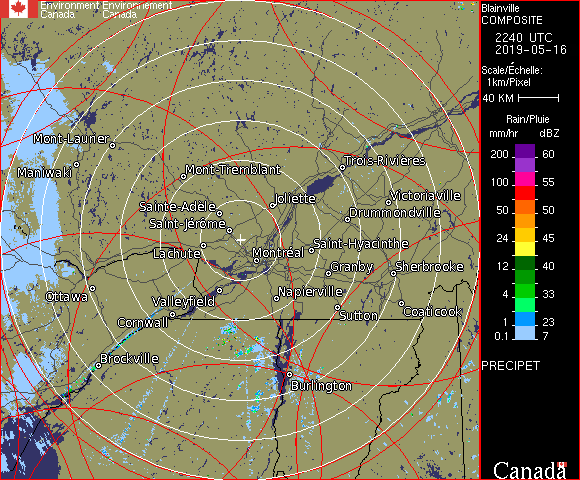 Environment Environnement
Canada Canada
Blainville
COMPOSITE
2240 UTC
2019-05-16
Scale/Échelle:
1km/Pixel
40 KM
Rain/Pluie
mm/hr dBZ
200 60
150 57
100 55
50 50
24 45
12 40
4 33
1 23
0.1 7
PRECIPET
Canada
Mont-Laurier
Maniwaki
Mont-Tremblant
Trois-Rivières
Joliette
Victoriaville
Sainte-Adèle
Drummondville
Saint-Jérôme
Saint-Hyacinthe
Lachute
Montréal
Granby
Sherbrooke
Ottawa
Valleyfield
Napierville
Cornwall
Sutton
Coaticook
Brockville
Burlington